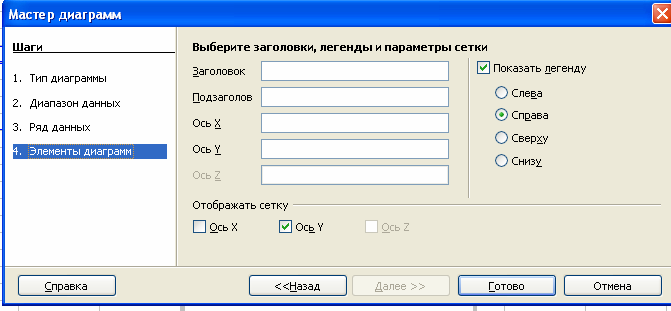 Мастер диаграмм
Шаги
1. Тип диаграммы
2. Диапазон данных
3. Ряд данных
4. Элементы диаграмм
Выберите заголовки, легенды и параметры сетки
Заголовок
Подзаголов
Ось X
Ось Y
Ось Z
Показать легенду
Слева
Справа
Сверху
Снизу
Отображать сетку
Ось X Ось Y Ось Z
Справка <<Назад Далее >> Готово Отмена